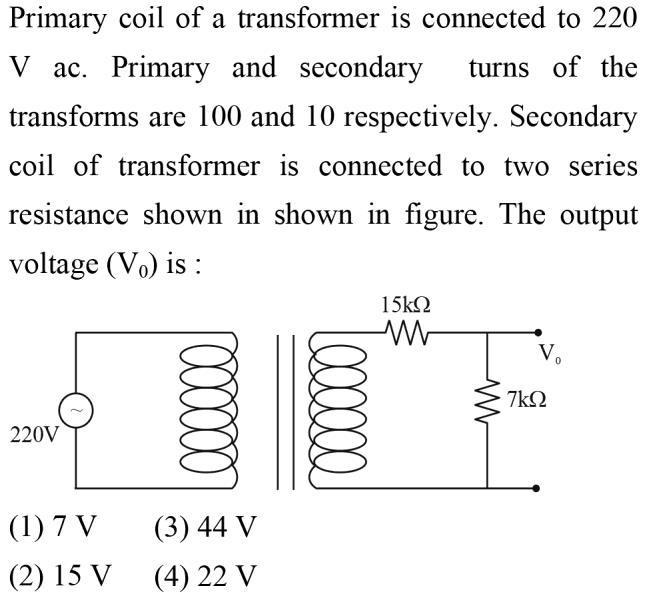 Primary coil of a transformer is connected to 220
V ac. Primary and secondary turns of the
transforms are 100 and 10 respectively. Secondary
coil of transformer is connected to two series
resistance shown in shown in figure. The output
voltage (V₀) is :
15kΩ
V₀
7kΩ
~
220V
(1) 7 V (3) 44 V
(2) 15 V (4) 22 V